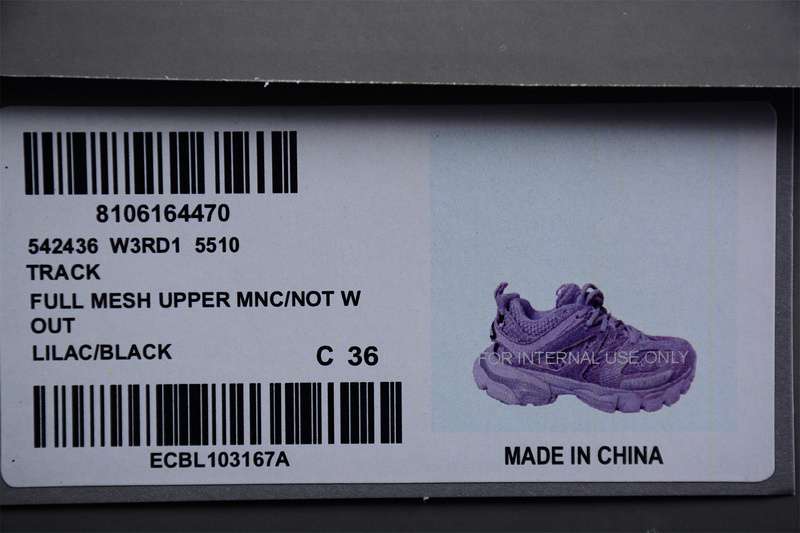 8106164470
542436 W3RD1 5510
TRACK
FULL MESH UPPER MNC/NOT W
OUT
LILAC/BLACK
C 36
ECBL103167A
FOR INTERNAL USE ONLY
MADE IN CHINA